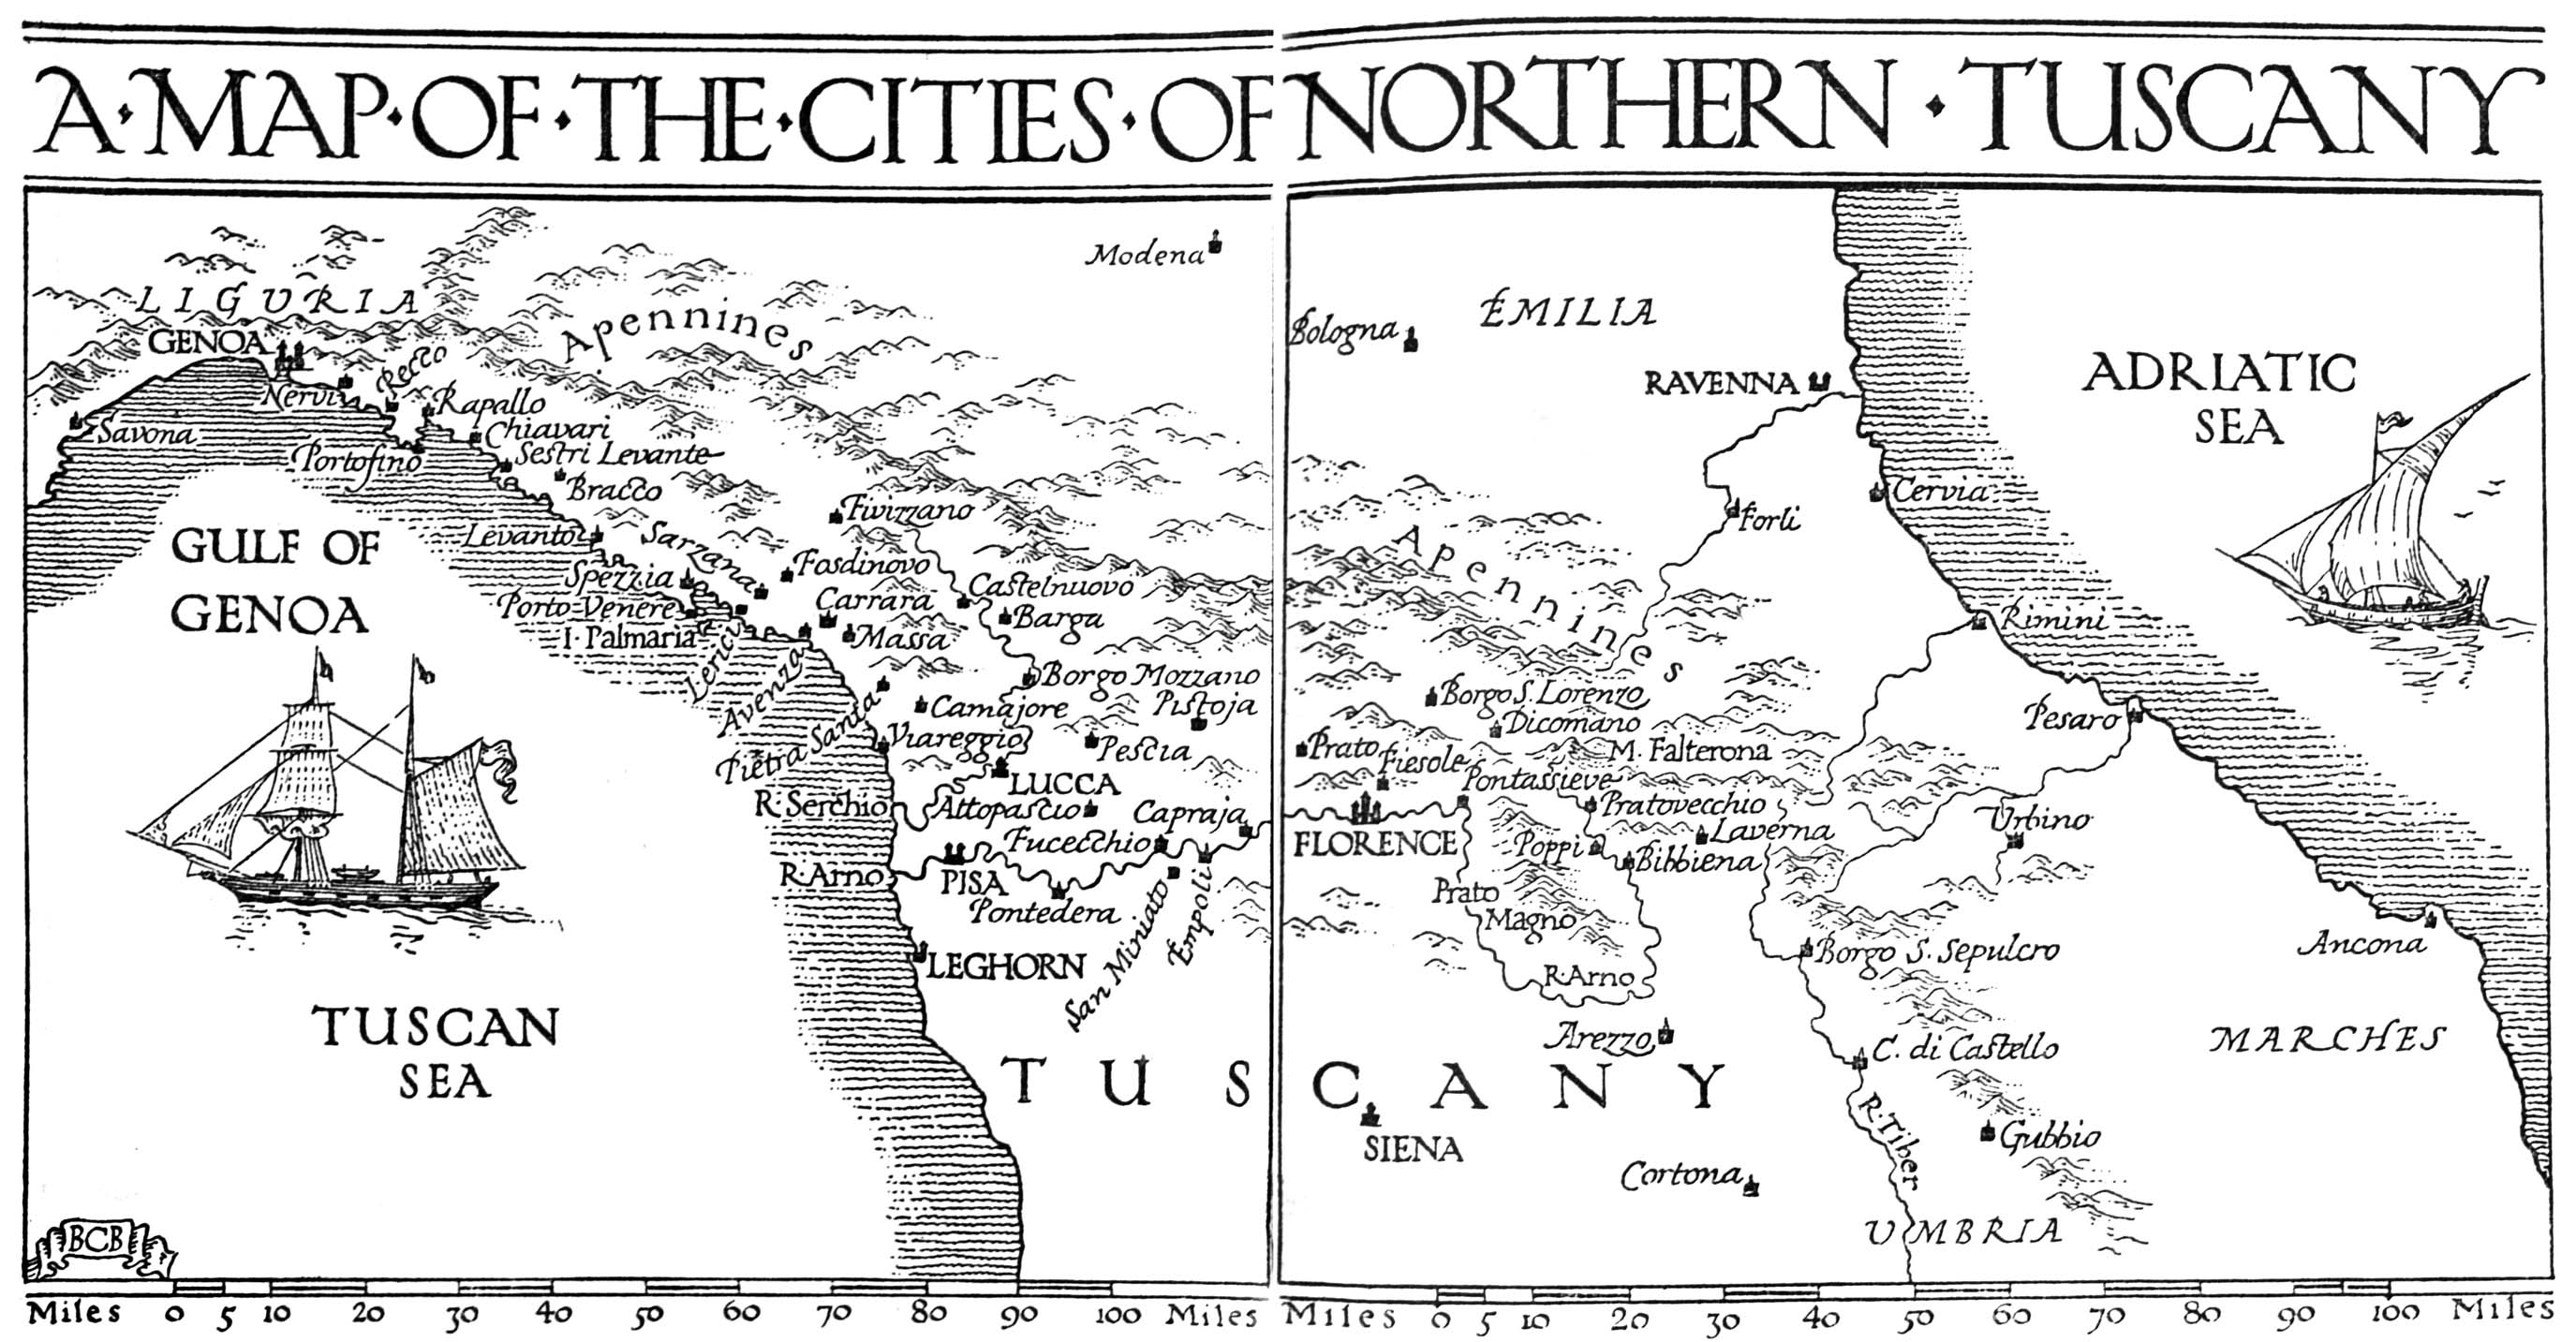 A·MAP·OF·THE·CITIES·OF NORTHERN·TUSCANY
Modena
LIGURIA
Apennines
GENOA
Recco
Nervi
Rapallo
Savona
Chiavari
Portofino
Sestri Levante
Bracco
GULF OF
GENOA
Levanto
Sarzana
Fivizzano
Spezzia
Fosdinovo
Castelnuovo
Porto-Venere
Carrara
Barga
I·Palmaria
Massa
Lerici
Avenza
Borgo Mozzano
Pietra Santa
Camajore
Pistoja
Viareggio
Pescia
LUCCA
R·Serchio
Attopascio
Capraja
Fucecchio
R·Arno
PISA
Pontedera
San Miniato
Empoli
LEGHORN
TUSCAN
SEA
TUS
BCB
Miles 0 5 10 20 30 40 50 60 70 80 90 100 Miles
EMILIA
Bologna
RAVENNA
ADRIATIC
SEA
Cervia
Forli
Apennines
Rimini
Borgo S. Lorenzo
Dicomano
Pesaro
Prato
Fiesole
M. Falterona
Pontassieve
Pratovecchio
FLORENCE
Laverna
Urbino
Poppi
Bibbiena
Prato
Magno
Borgo S. Sepulcro
Ancona
R·Arno
Arezzo
C. di Castello
MARCHES
CANY
SIENA
R·Tiber
Gubbio
Cortona
UMBRIA
Miles 0 5 10 20 30 40 50 60 70 80 90 100 Miles